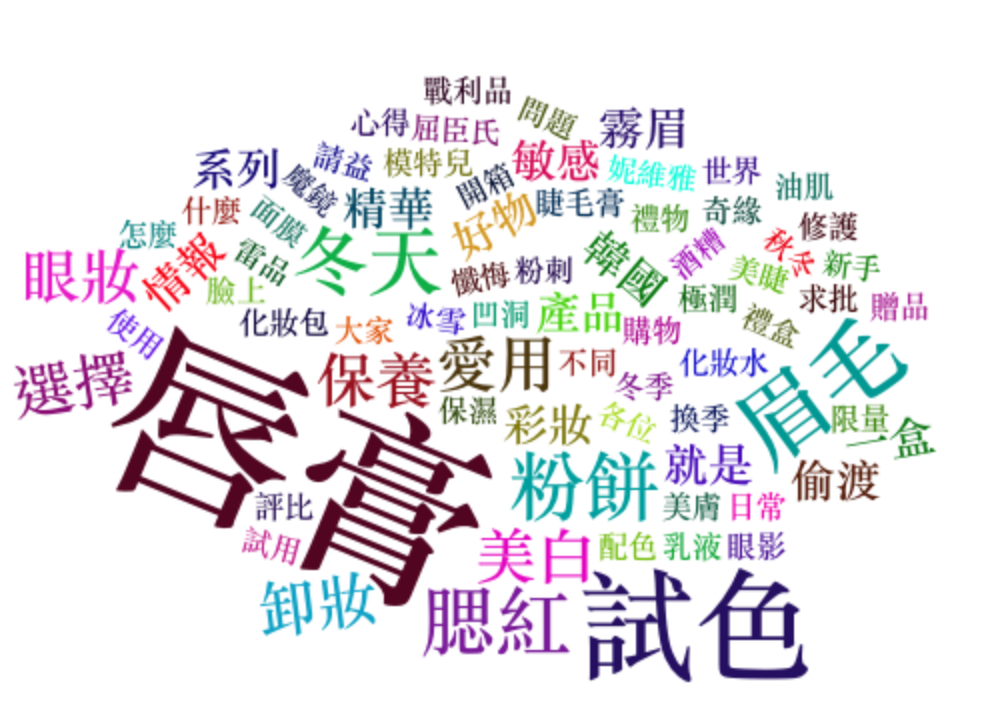 戰利品
心得
屈臣氏
問題
霧眉
系列
請益
模特兒
敏感
妮維雅
世界
魔鏡
開箱
油肌
什麼
面膜
精華
好物
睫毛膏
禮物
奇緣
修護
怎麼
情報
雷品
冬天
韓國
酒糟
秋冬
眼妝
臉上
懺悔
粉刺
美睫
新手
使用
化妝包
大家
冰雪
凹洞
產品
購物
極潤
禮盒
求批
贈品
選擇
唇膏
保養
愛用
不同
冬季
化妝水
眉毛
保濕
彩妝
各位
換季
限量
一盒
粉餅
就是
偷渡
評比
美膚
日常
試用
美白
配色
乳液
眼影
卸妝
腮紅
試色